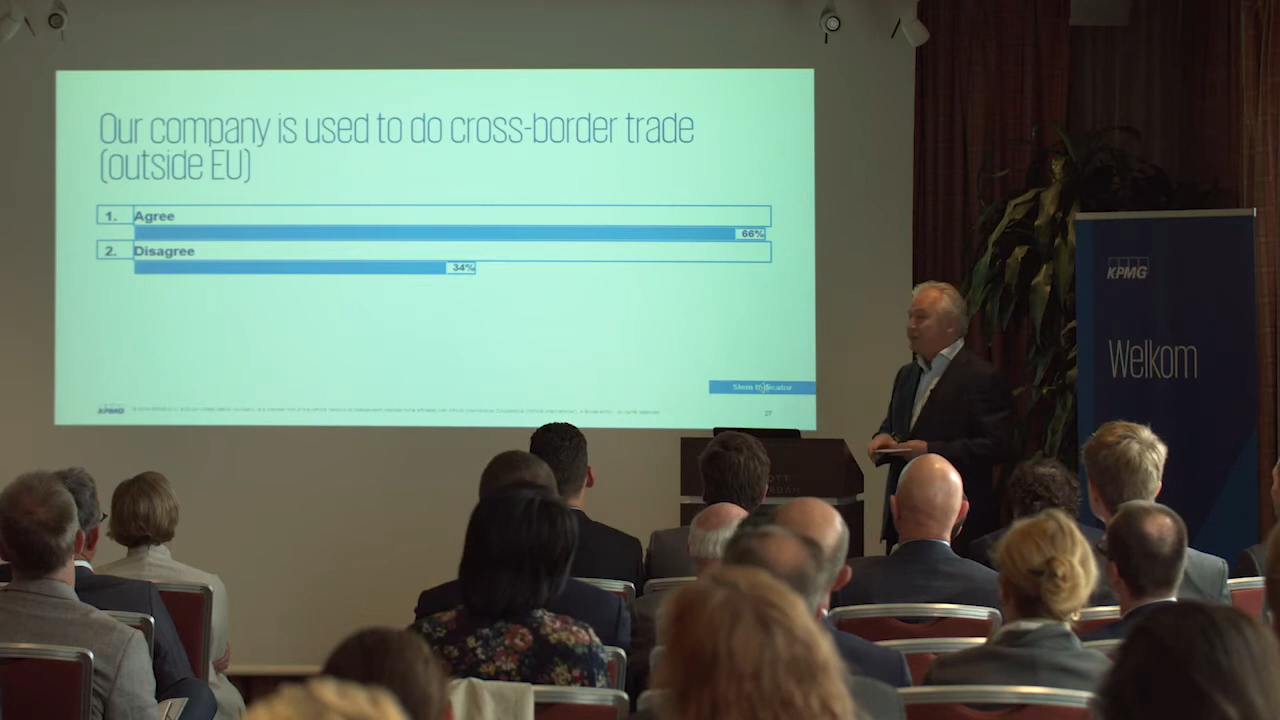 Our company is used to do cross-border trade
(outside EU)
1. Agree
66%
2. Disagree
34%
KPMG
27
KPMG
Welkom